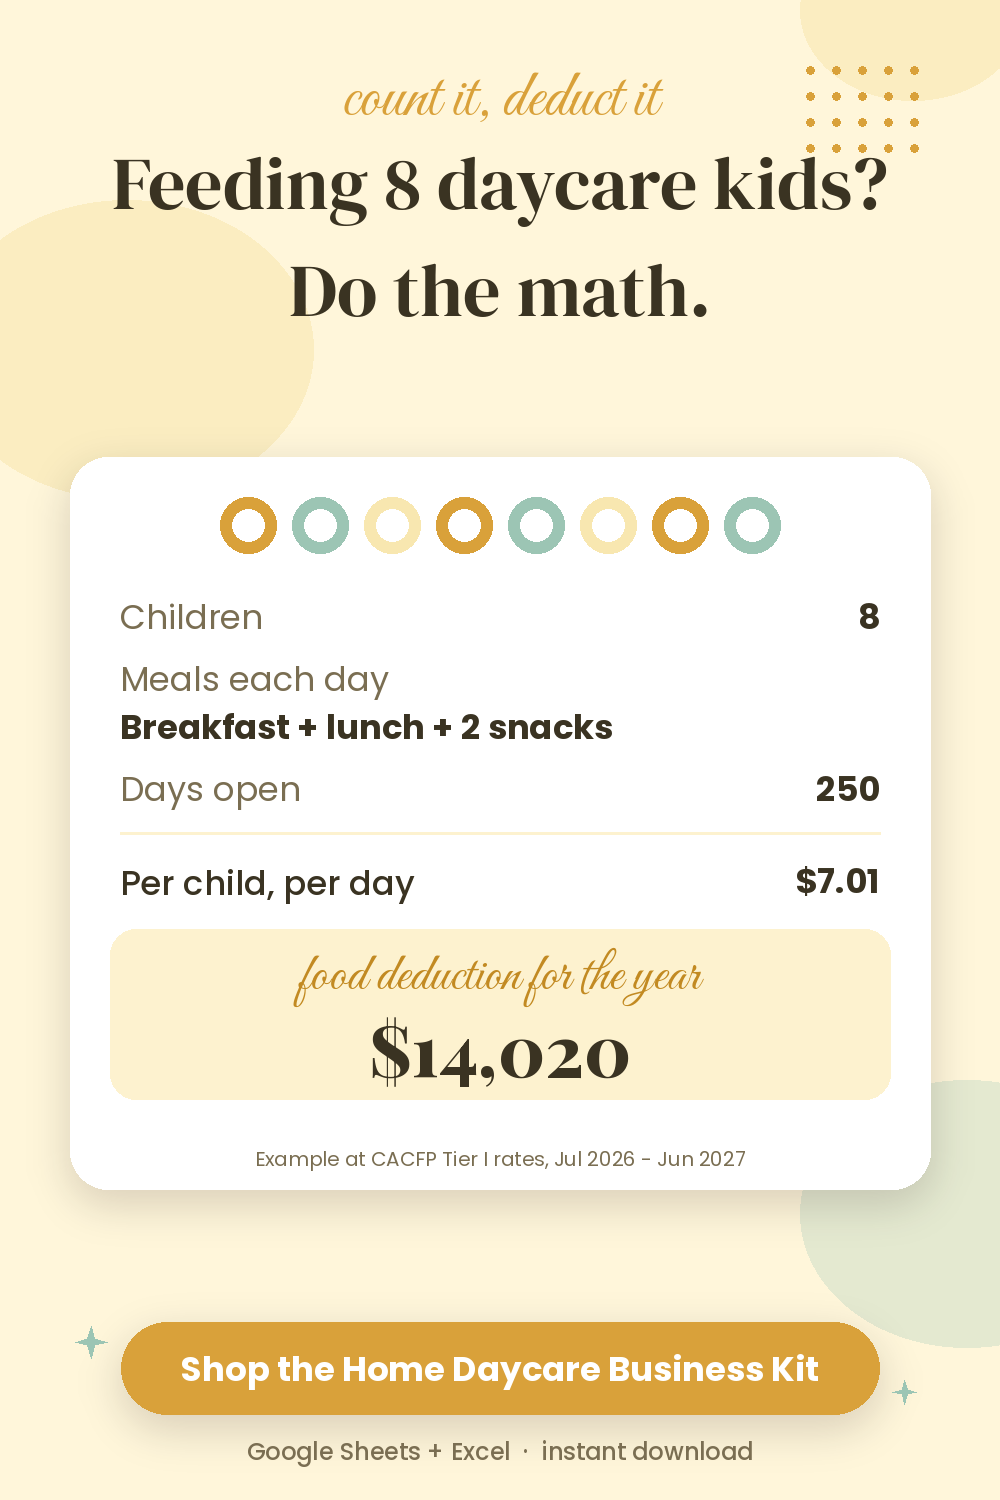 count it, deduct it
Feeding 8 daycare kids?
Do the math.
Children 8
Meals each day
Breakfast + lunch + 2 snacks
Days open 250
Per child, per day $7.01
food deduction for the year
$14,020
Example at CACFP Tier I rates, Jul 2026 - Jun 2027
Shop the Home Daycare Business Kit
Google Sheets + Excel · instant download